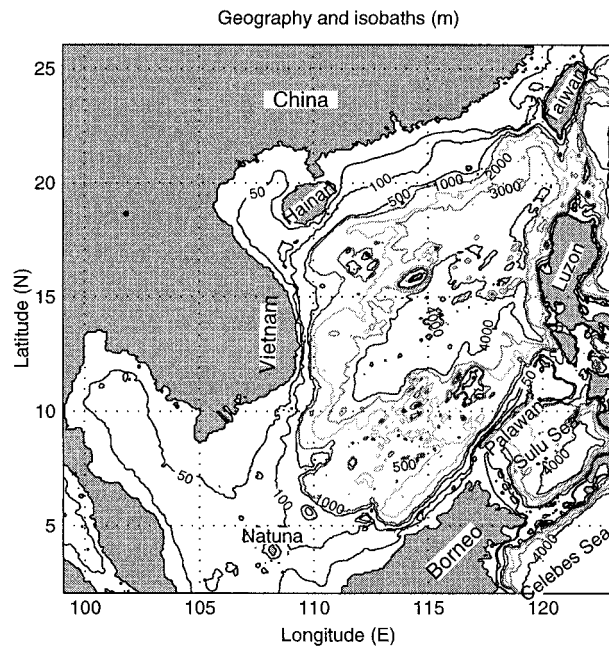 Geography and isobaths (m)
25
20
15
10
5
Latitude (N)
100
105
110
115
120
Longitude (E)
China
Taiwan
Hainan
Luzon
Vietnam
Palawan
Sulu Sea
Natuna
Borneo
Celebes Sea
50
100
500
1000
2000
3000
4000
4000
50
500
4000
50
100
1000
4000